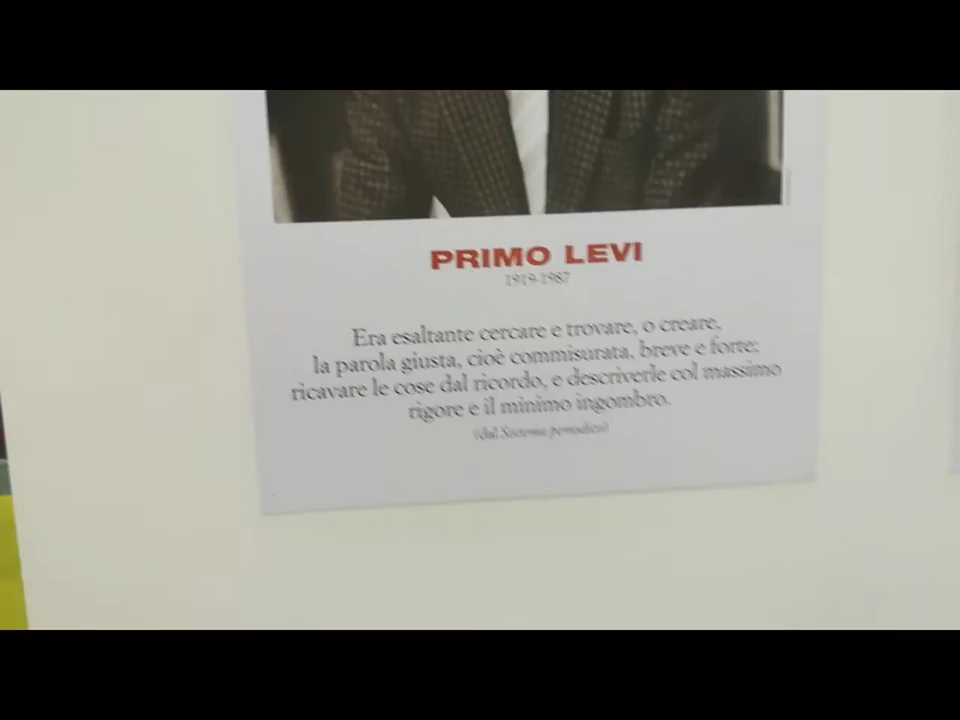 PRIMO LEVI
1919-1987
Era esaltante cercare e trovare, o creare,
la parola giusta, cioè commisurata, breve e forte:
ricavare le cose dal ricordo, e descriverle col massimo
rigore e il minimo ingombro.
(dal Sistema periodico)